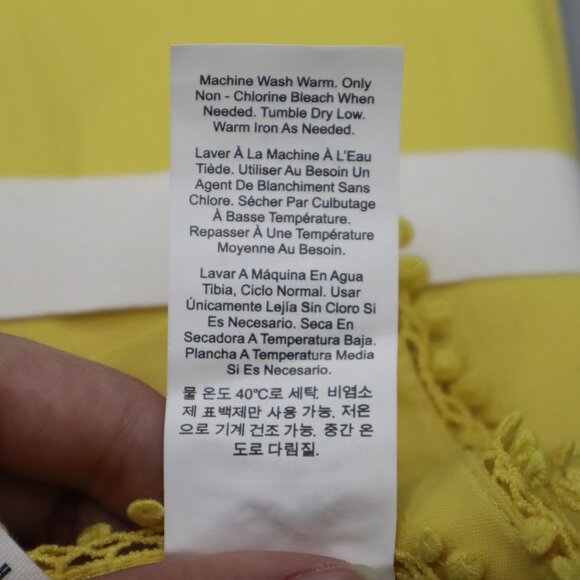 Machine Wash Warm. Only
Non - Chlorine Bleach When
Needed. Tumble Dry Low.
Warm Iron As Needed.
Laver À La Machine À L'Eau
Tiède. Utiliser Au Besoin Un
Agent De Blanchiment Sans
Chlore. Sécher Par Culbutage
À Basse Température.
Repasser À Une Température
Moyenne Au Besoin.
Lavar A Máquina En Agua
Tibia, Ciclo Normal. Usar
Únicamente Lejía Sin Cloro Si
Es Necesario. Seca En
Secadora A Temperatura Baja.
Plancha A Temperatura Media
Si Es Necesario.
물 온도 40℃로 세탁. 비염소
제 표백제만 사용 가능. 저온
으로 기계 건조 가능. 중간 온
도로 다림질.